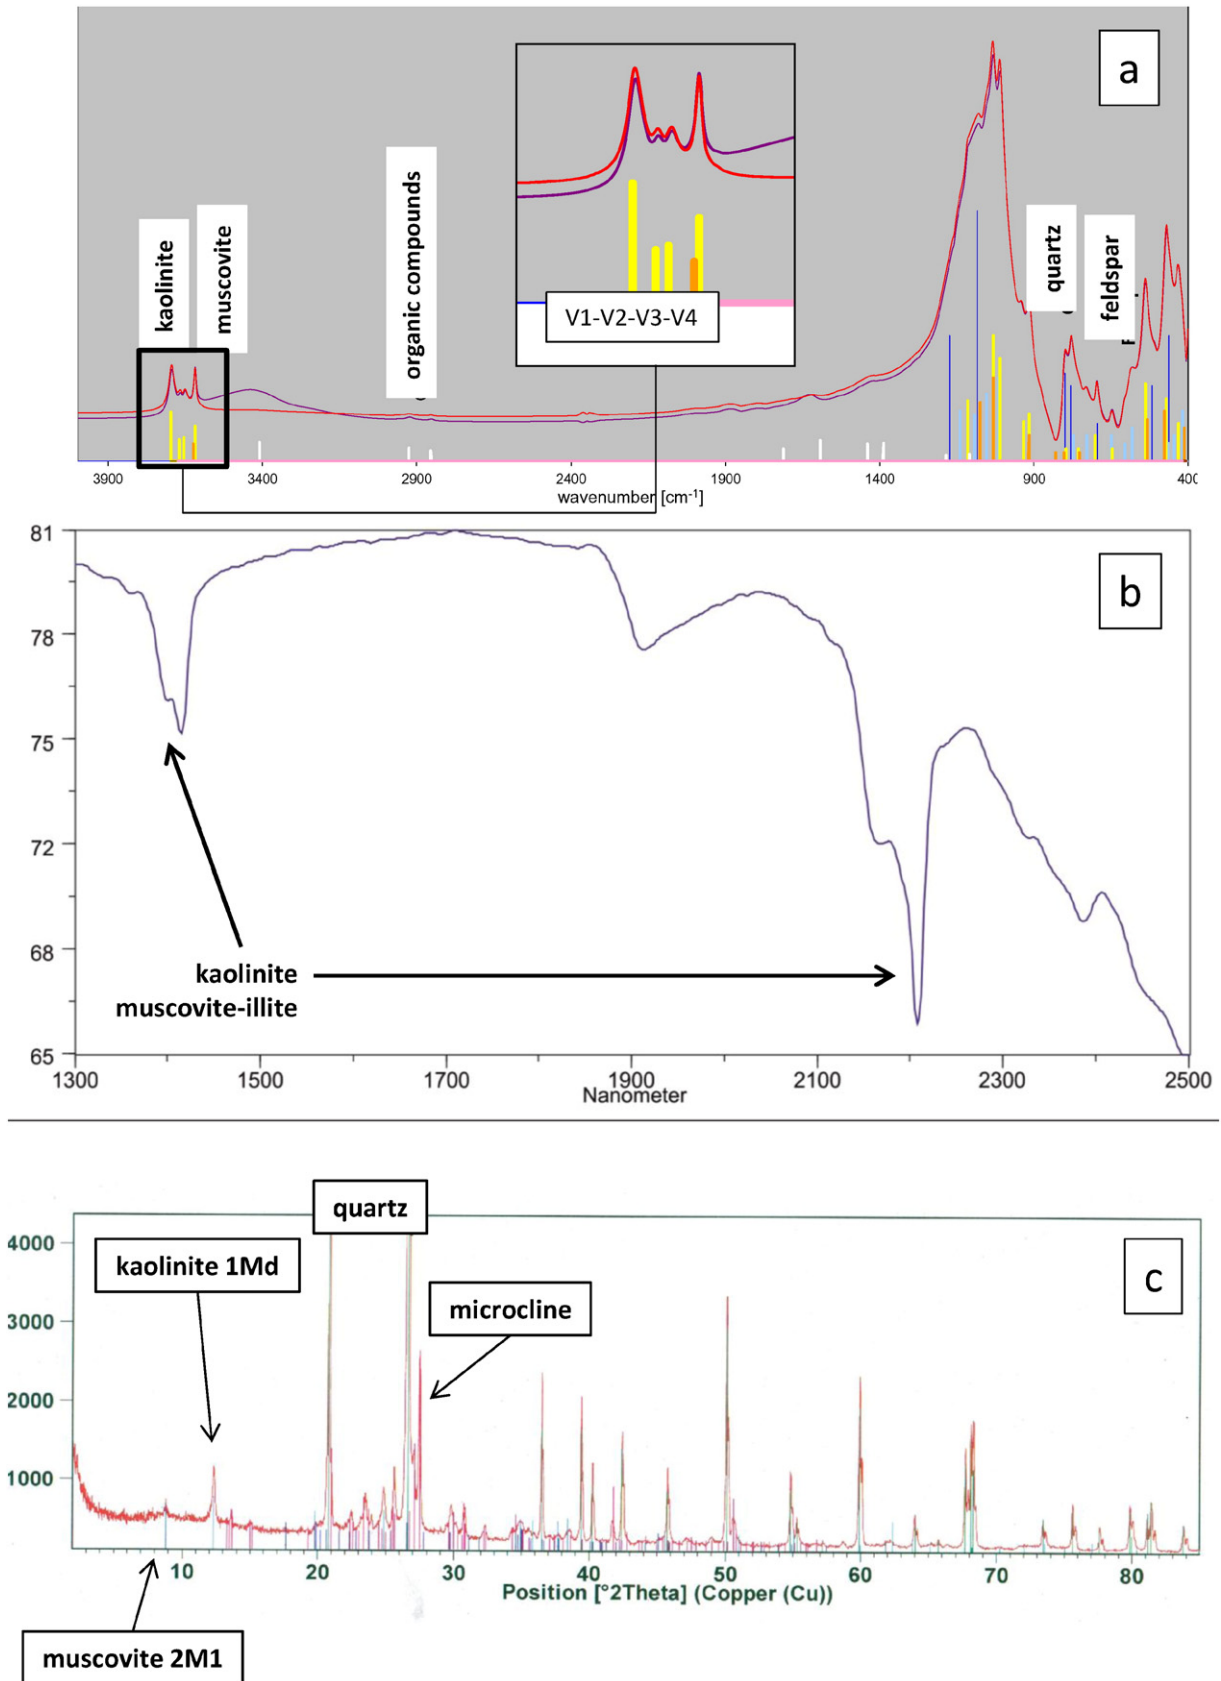 a
kaolinite
muscovite
organic compounds
V1-V2-V3-V4
quartz
feldspar
3900 3400 2900 2400 1900 1400 900 400
wavenumber [cm-1]
b
81
78
75
72
68
65
kaolinite
muscovite-illite
1300 1500 1700 1900 2100 2300 2500
Nanometer
quartz
c
kaolinite 1Md
microcline
4000
3000
2000
1000
10 20 30 40 50 60 70 80
Position [°2Theta] (Copper (Cu))
muscovite 2M1